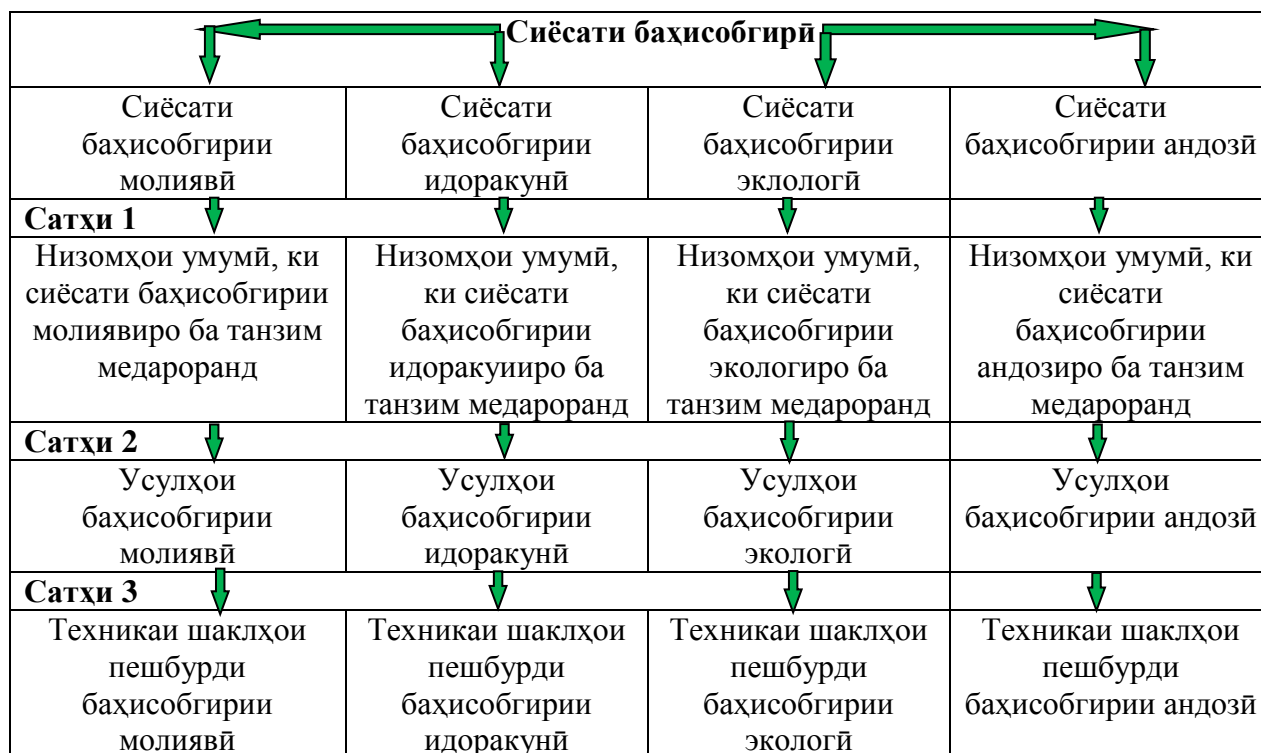 Сиёсати баҳисобгирӣ
Сиёсати
баҳисобгирии
молиявӣ
Сиёсати
баҳисобгирии
идоракунӣ
Сиёсати
баҳисобгирии
эклологӣ
Сиёсати
баҳисобгирии андозӣ
Сатҳи 1
Низомҳои умумӣ, ки
сиёсати баҳисобгирии
молиявиро ба танзим
медароранд
Низомҳои умумӣ,
ки сиёсати
баҳисобгирии
идоракуииро ба
танзим медароранд
Низомҳои умумӣ,
ки сиёсати
баҳисобгирии
экологиро ба
танзим медароранд
Низомҳои умумӣ, ки
сиёсати
баҳисобгирии
андозиро ба танзим
медароранд
Сатҳи 2
Усулҳои
баҳисобгирии
молиявӣ
Усулҳои
баҳисобгирии
идоракунӣ
Усулҳои
баҳисобгирии
экологӣ
Усулҳои
баҳисобгирии андозӣ
Сатҳи 3
Техникаи шаклҳои
пешбурди
баҳисобгирии
молиявӣ
Техникаи шаклҳои
пешбурди
баҳисобгирии
идоракунӣ
Техникаи шаклҳои
пешбурди
баҳисобгирии
экологӣ
Техникаи шаклҳои
пешбурди
баҳисобгирии андозӣ